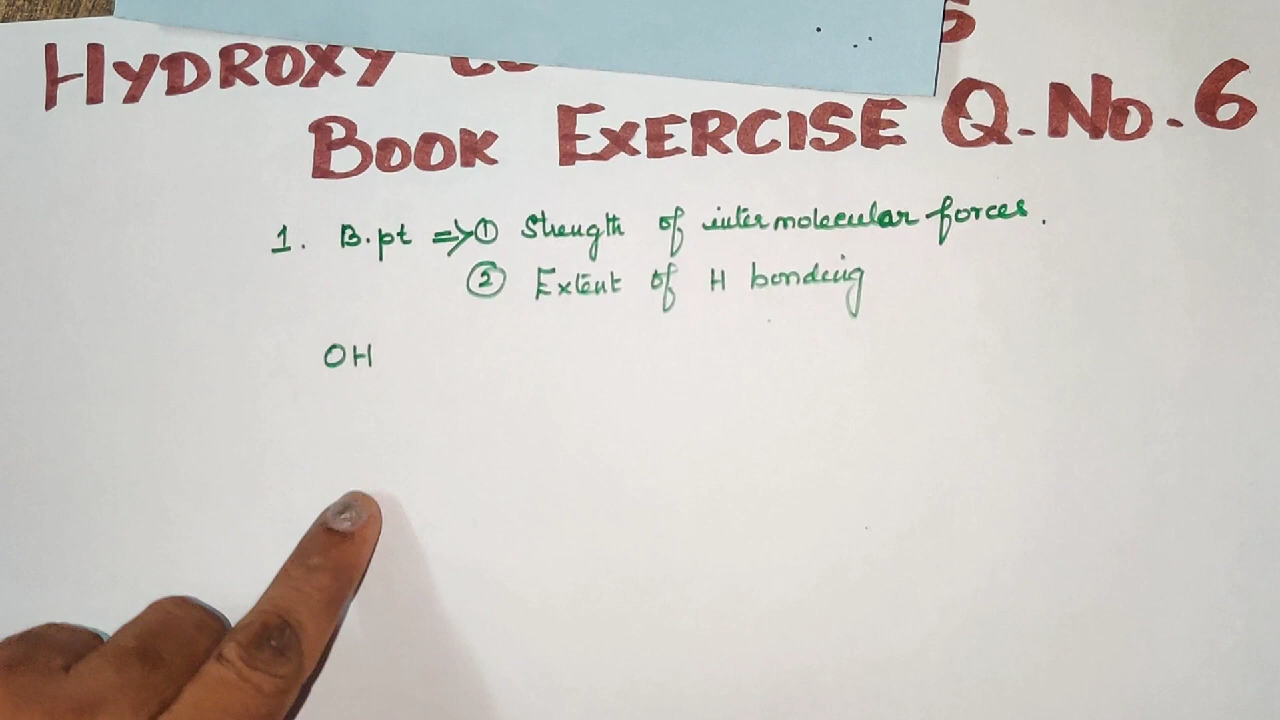 HYDROXY
BOOK EXERCISE Q.NO.6
1. B.pt => ① Strength of intermolecular forces.
② Extent of H bonding
OH